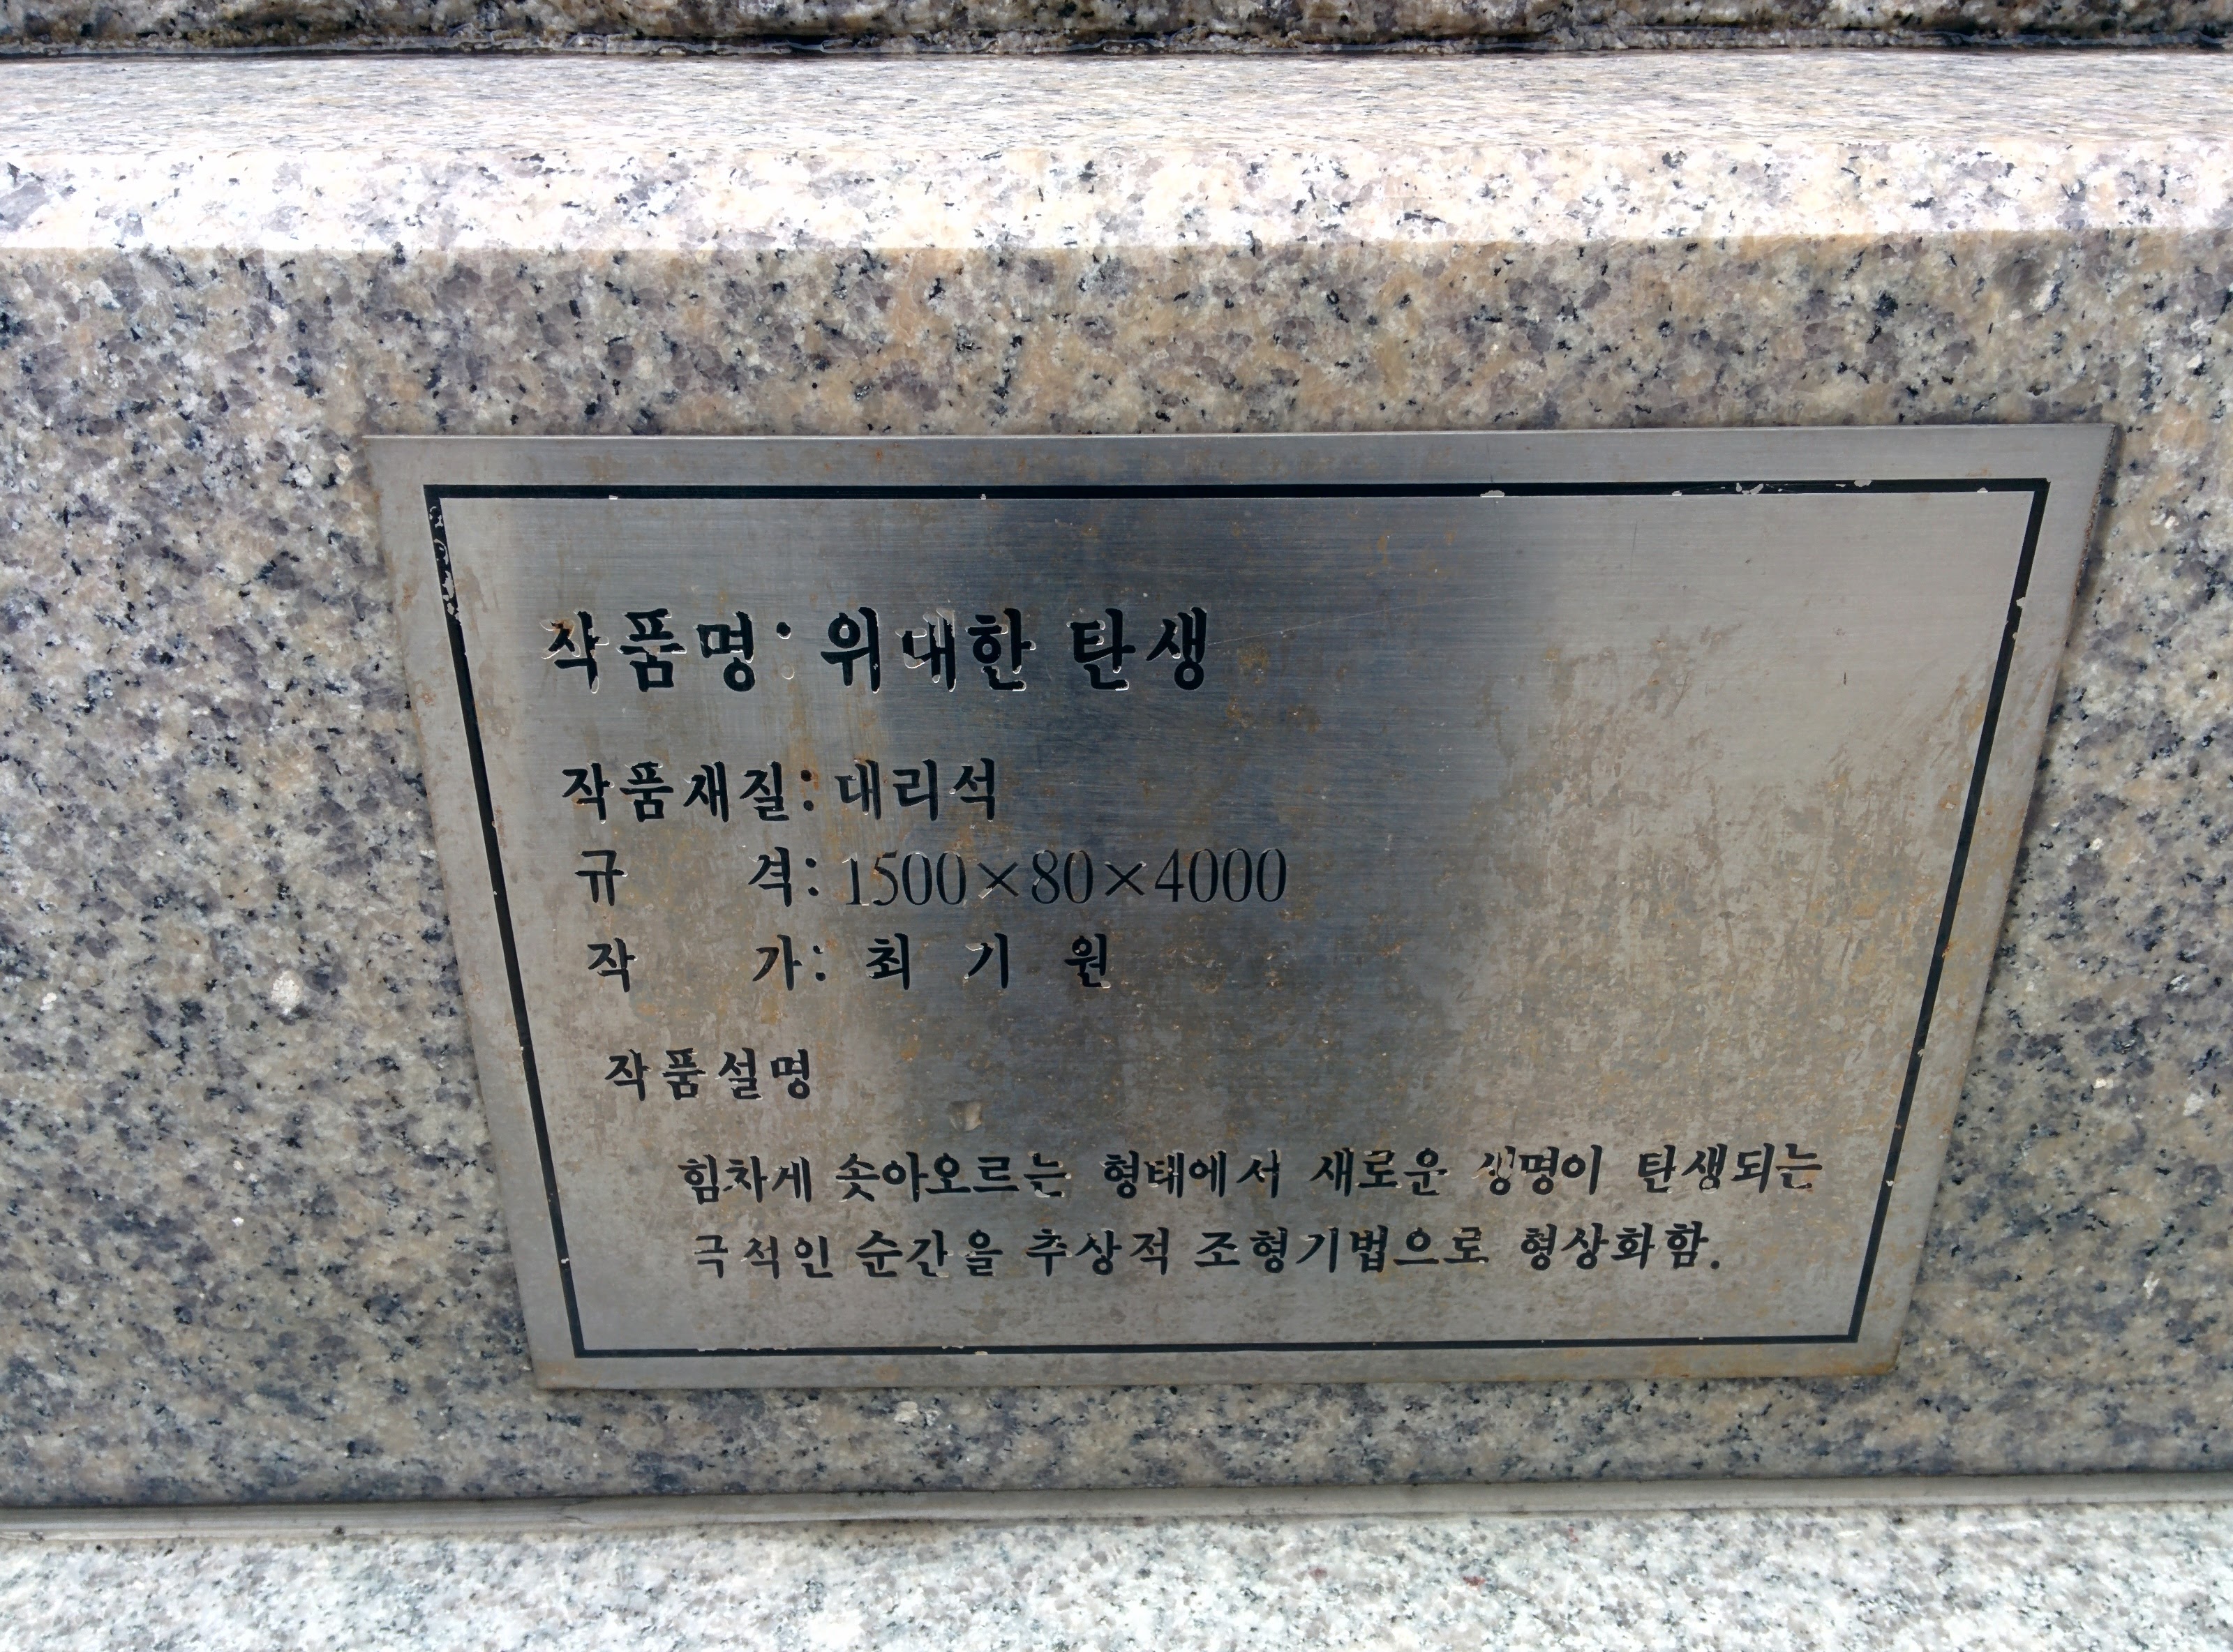 작품명: 위대한 탄생
작품재질: 대리석
규 격: 1500×80×4000
작 가: 최 기 원
작품설명
힘차게 솟아오르는 형태에서 새로운 생명이 탄생되는
극적인 순간을 추상적 조형기법으로 형상화함.